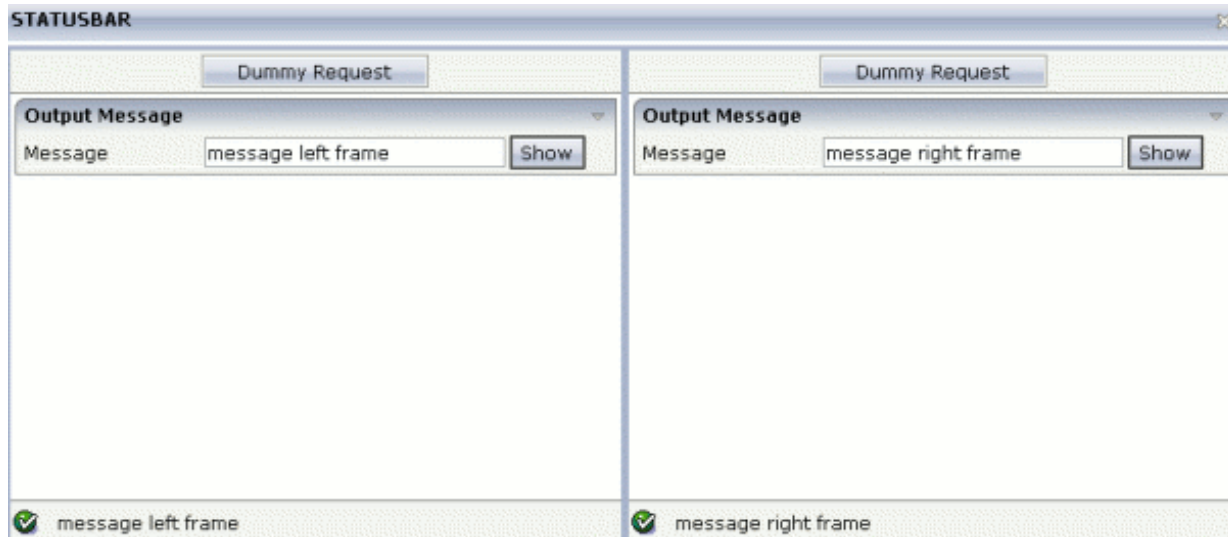 STATUSBAR
Dummy Request
Output Message
Message message left frame Show
message left frame
Dummy Request
Output Message
Message message right frame Show
message right frame